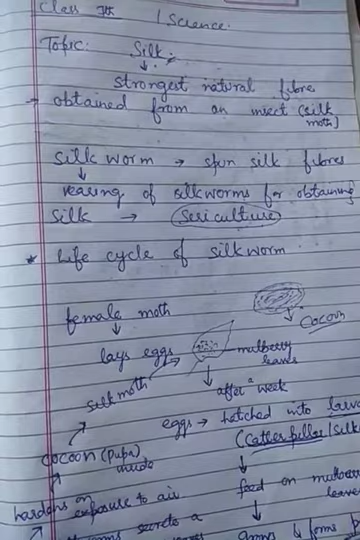 Class 7th / Science.
Topic: Silk :-
strongest natural fibre
→ obtained from an insect (silk moth)
Silk worm → spun silk fibres
rearing of silkworms for obtaining
silk → (Sericulture)
* Life cycle of silkworm
female moth
Cocoon
lays eggs
mulberry leaves
silk moth
after a week
eggs → hatched into
(Catterpillar/
cocoon (Pupa)
hardens on exposure to air
feed on mulberry leaves
secrete a
& forms